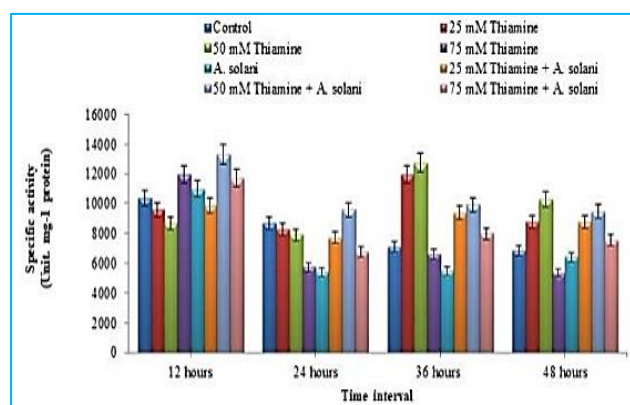 Control
25 mM Thiamine
50 mM Thiamine
75 mM Thiamine
A. solani
25 mM Thiamine + A. solani
50 mM Thiamine + A. solani
75 mM Thiamine + A. solani
Specific activity
(Unit. mg-1 protein)
16000
14000
12000
10000
8000
6000
4000
2000
0
12 hours
24 hours
36 hours
48 hours
Time interval